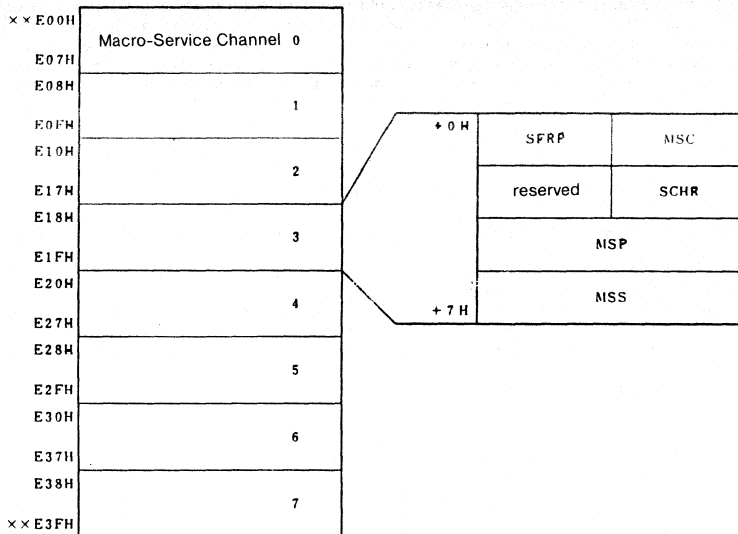 ××E00H
Macro-Service Channel 0
E07H
E08H
1
E0FH
E10H
2
E17H
E18H
3
E1FH
E20H
4
E27H
E28H
5
E2FH
E30H
6
E37H
E38H
7
××E3FH
+0H
SFRP MSC
reserved SCHR
MSP
MSS
+7H